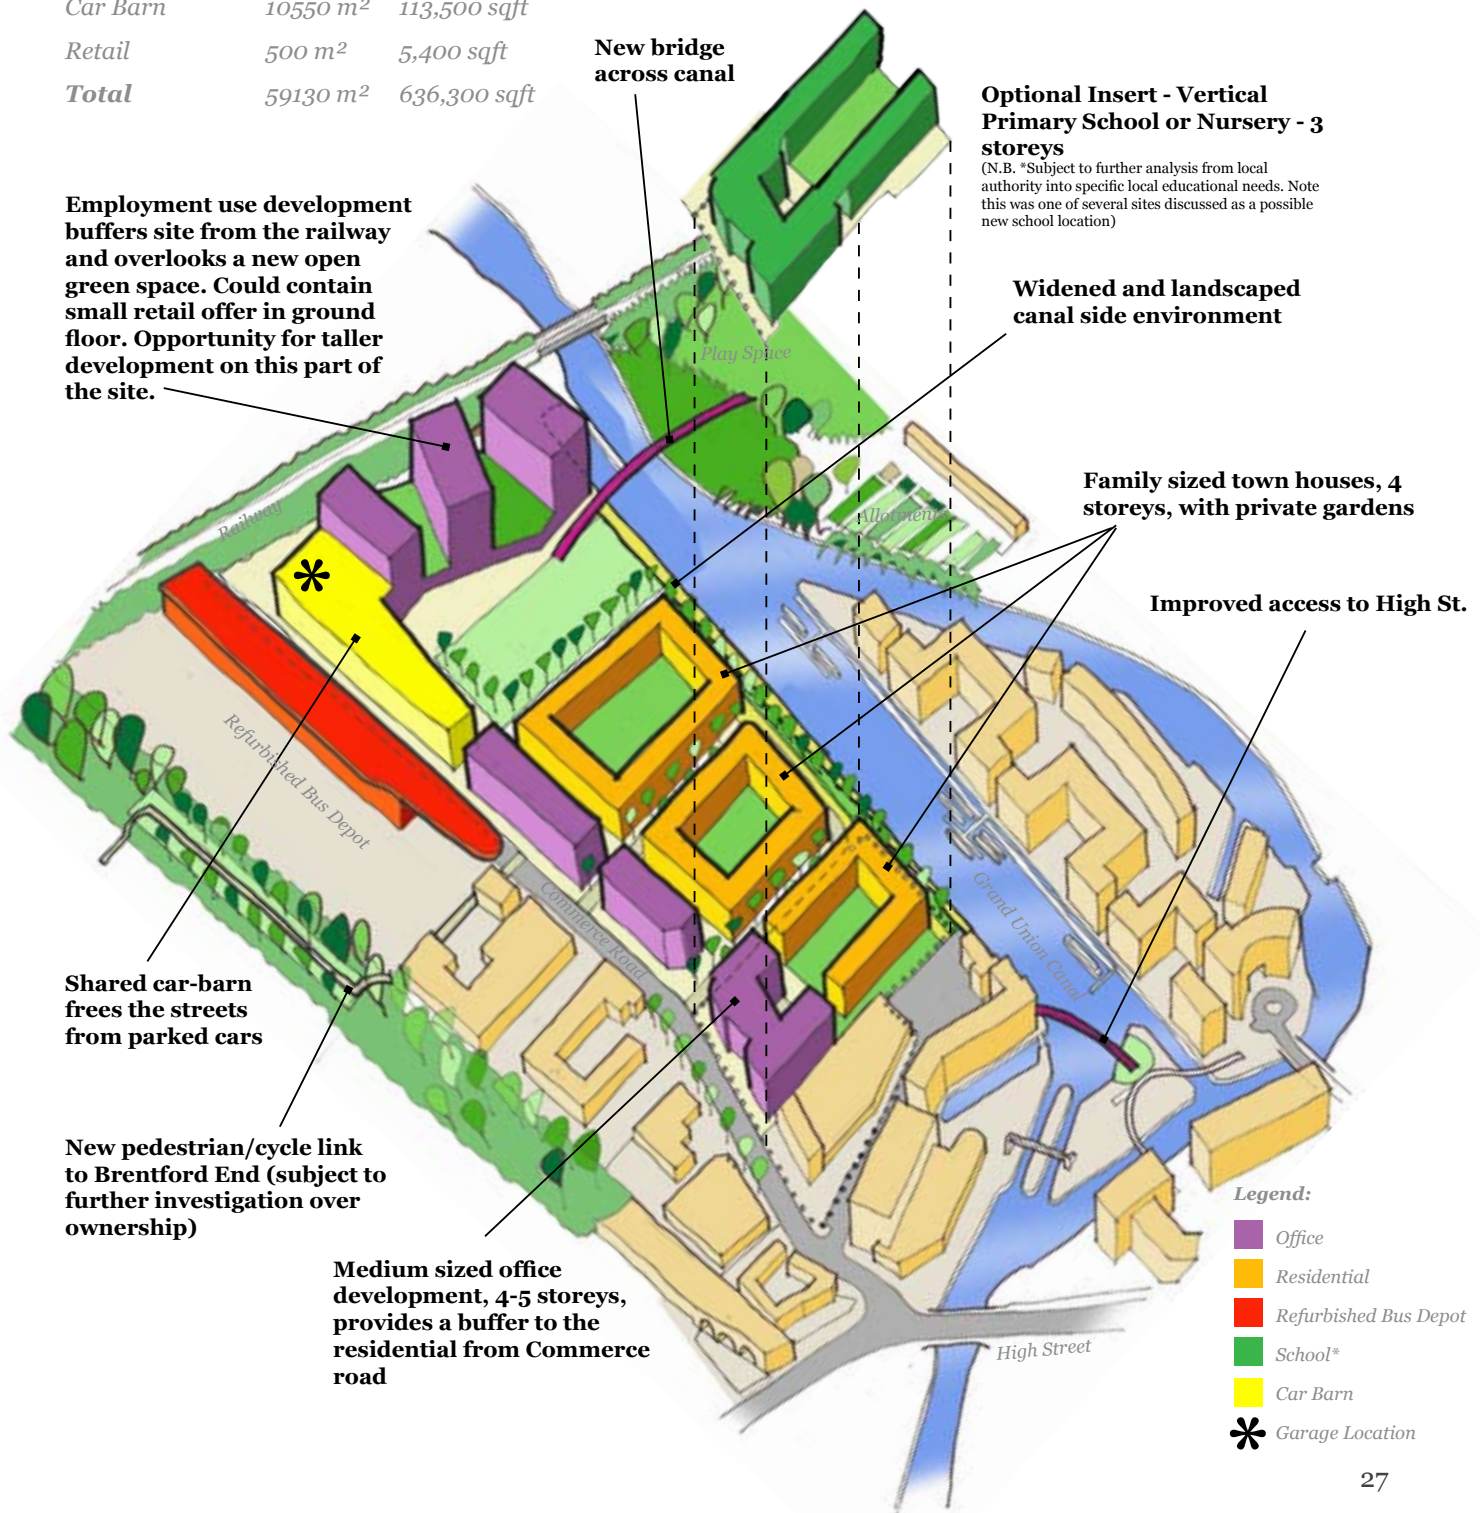 Car Barn 10550 m² 113,500 sqft
Retail 500 m² 5,400 sqft
Total 59130 m² 636,300 sqft
New bridge
across canal
Optional Insert - Vertical
Primary School or Nursery - 3
storeys
(N.B. *Subject to further analysis from local
authority into specific local educational needs. Note
this was one of several sites discussed as a possible
new school location)
Employment use development
buffers site from the railway
and overlooks a new open
green space. Could contain
small retail offer in ground
floor. Opportunity for taller
development on this part of
the site.
Widened and landscaped
canal side environment
Play Space
Family sized town houses, 4
storeys, with private gardens
Railway
Allotments
*
Improved access to High St.
Refurbished Bus Depot
Commerce Road
Grand Union Canal
Shared car-barn
frees the streets
from parked cars
New pedestrian/cycle link
to Brentford End (subject to
further investigation over
ownership)
Medium sized office
development, 4-5 storeys,
provides a buffer to the
residential from Commerce
road
High Street
Legend:
Office
Residential
Refurbished Bus Depot
School*
Car Barn
* Garage Location
27